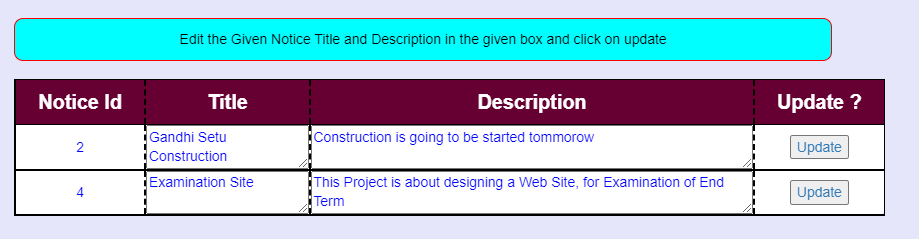 Edit the Given Notice Title and Description in the given box and click on update
Notice Id Title Description Update ?
2 Gandhi Setu Construction is going to be started tommorow Update
Construction
4 Examination Site This Project is about designing a Web Site, for Examination of End Update
Term